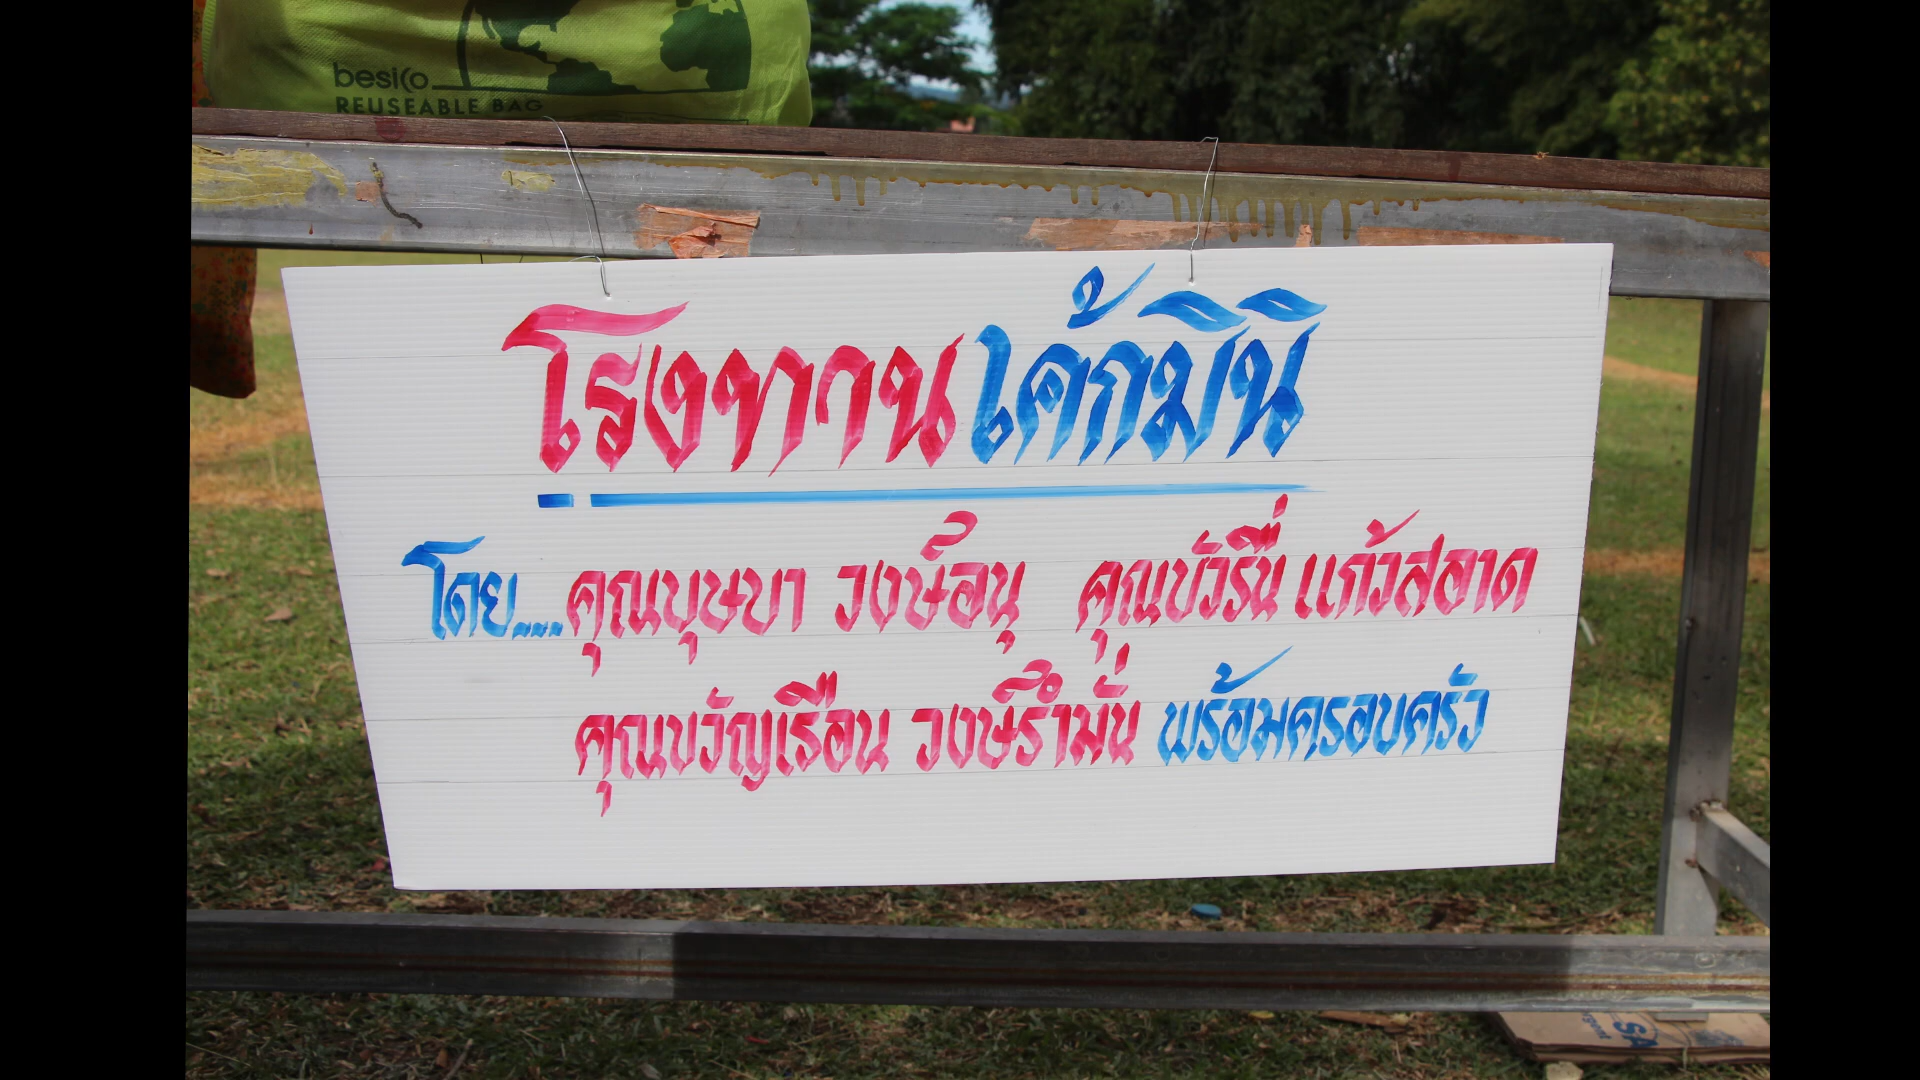 besico
REUSEABLE BAG
โรงทานเค้กมินิ
โดย....คุณบุษบา วงษ์อนุ คุณบัวรื่น แก้วสอาด
คุณขวัญเรือน วงษ์รำมั่น พร้อมครอบครัว